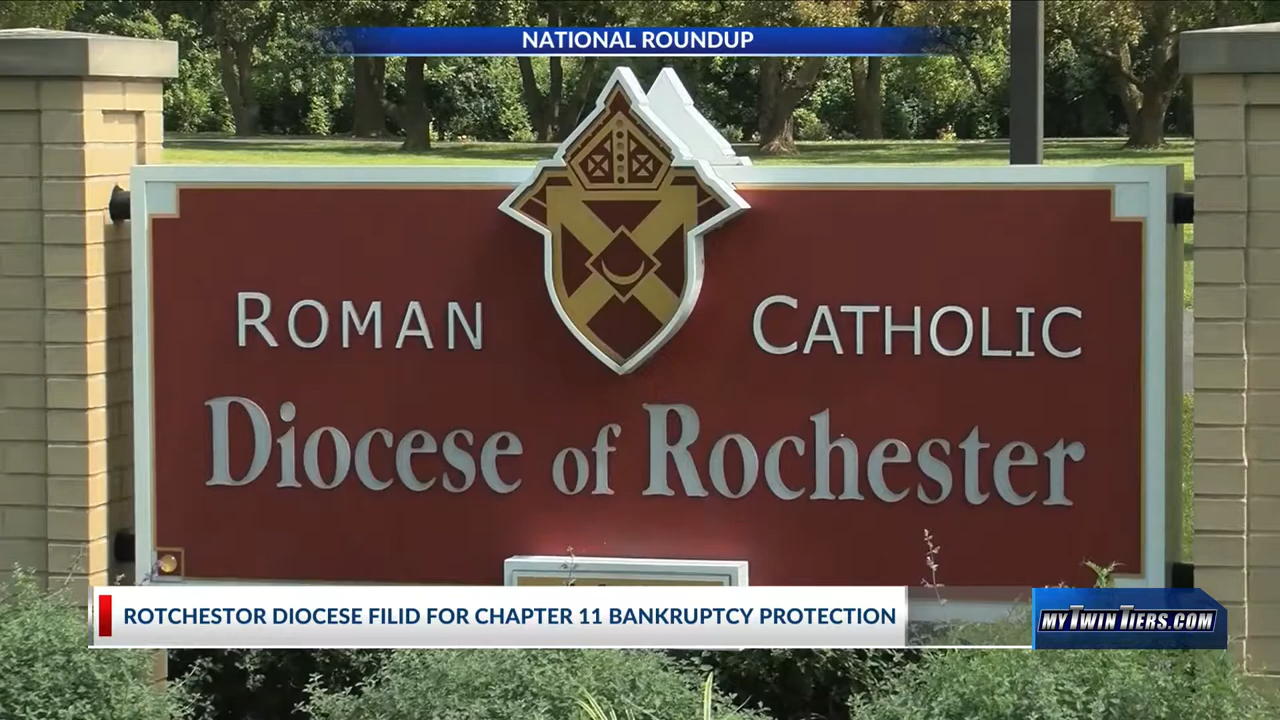 NATIONAL ROUNDUP
ROMAN CATHOLIC
Diocese of Rochester
ROTCHESTOR DIOCESE FILID FOR CHAPTER 11 BANKRUPTCY PROTECTION
MYTWINTIERS.COM